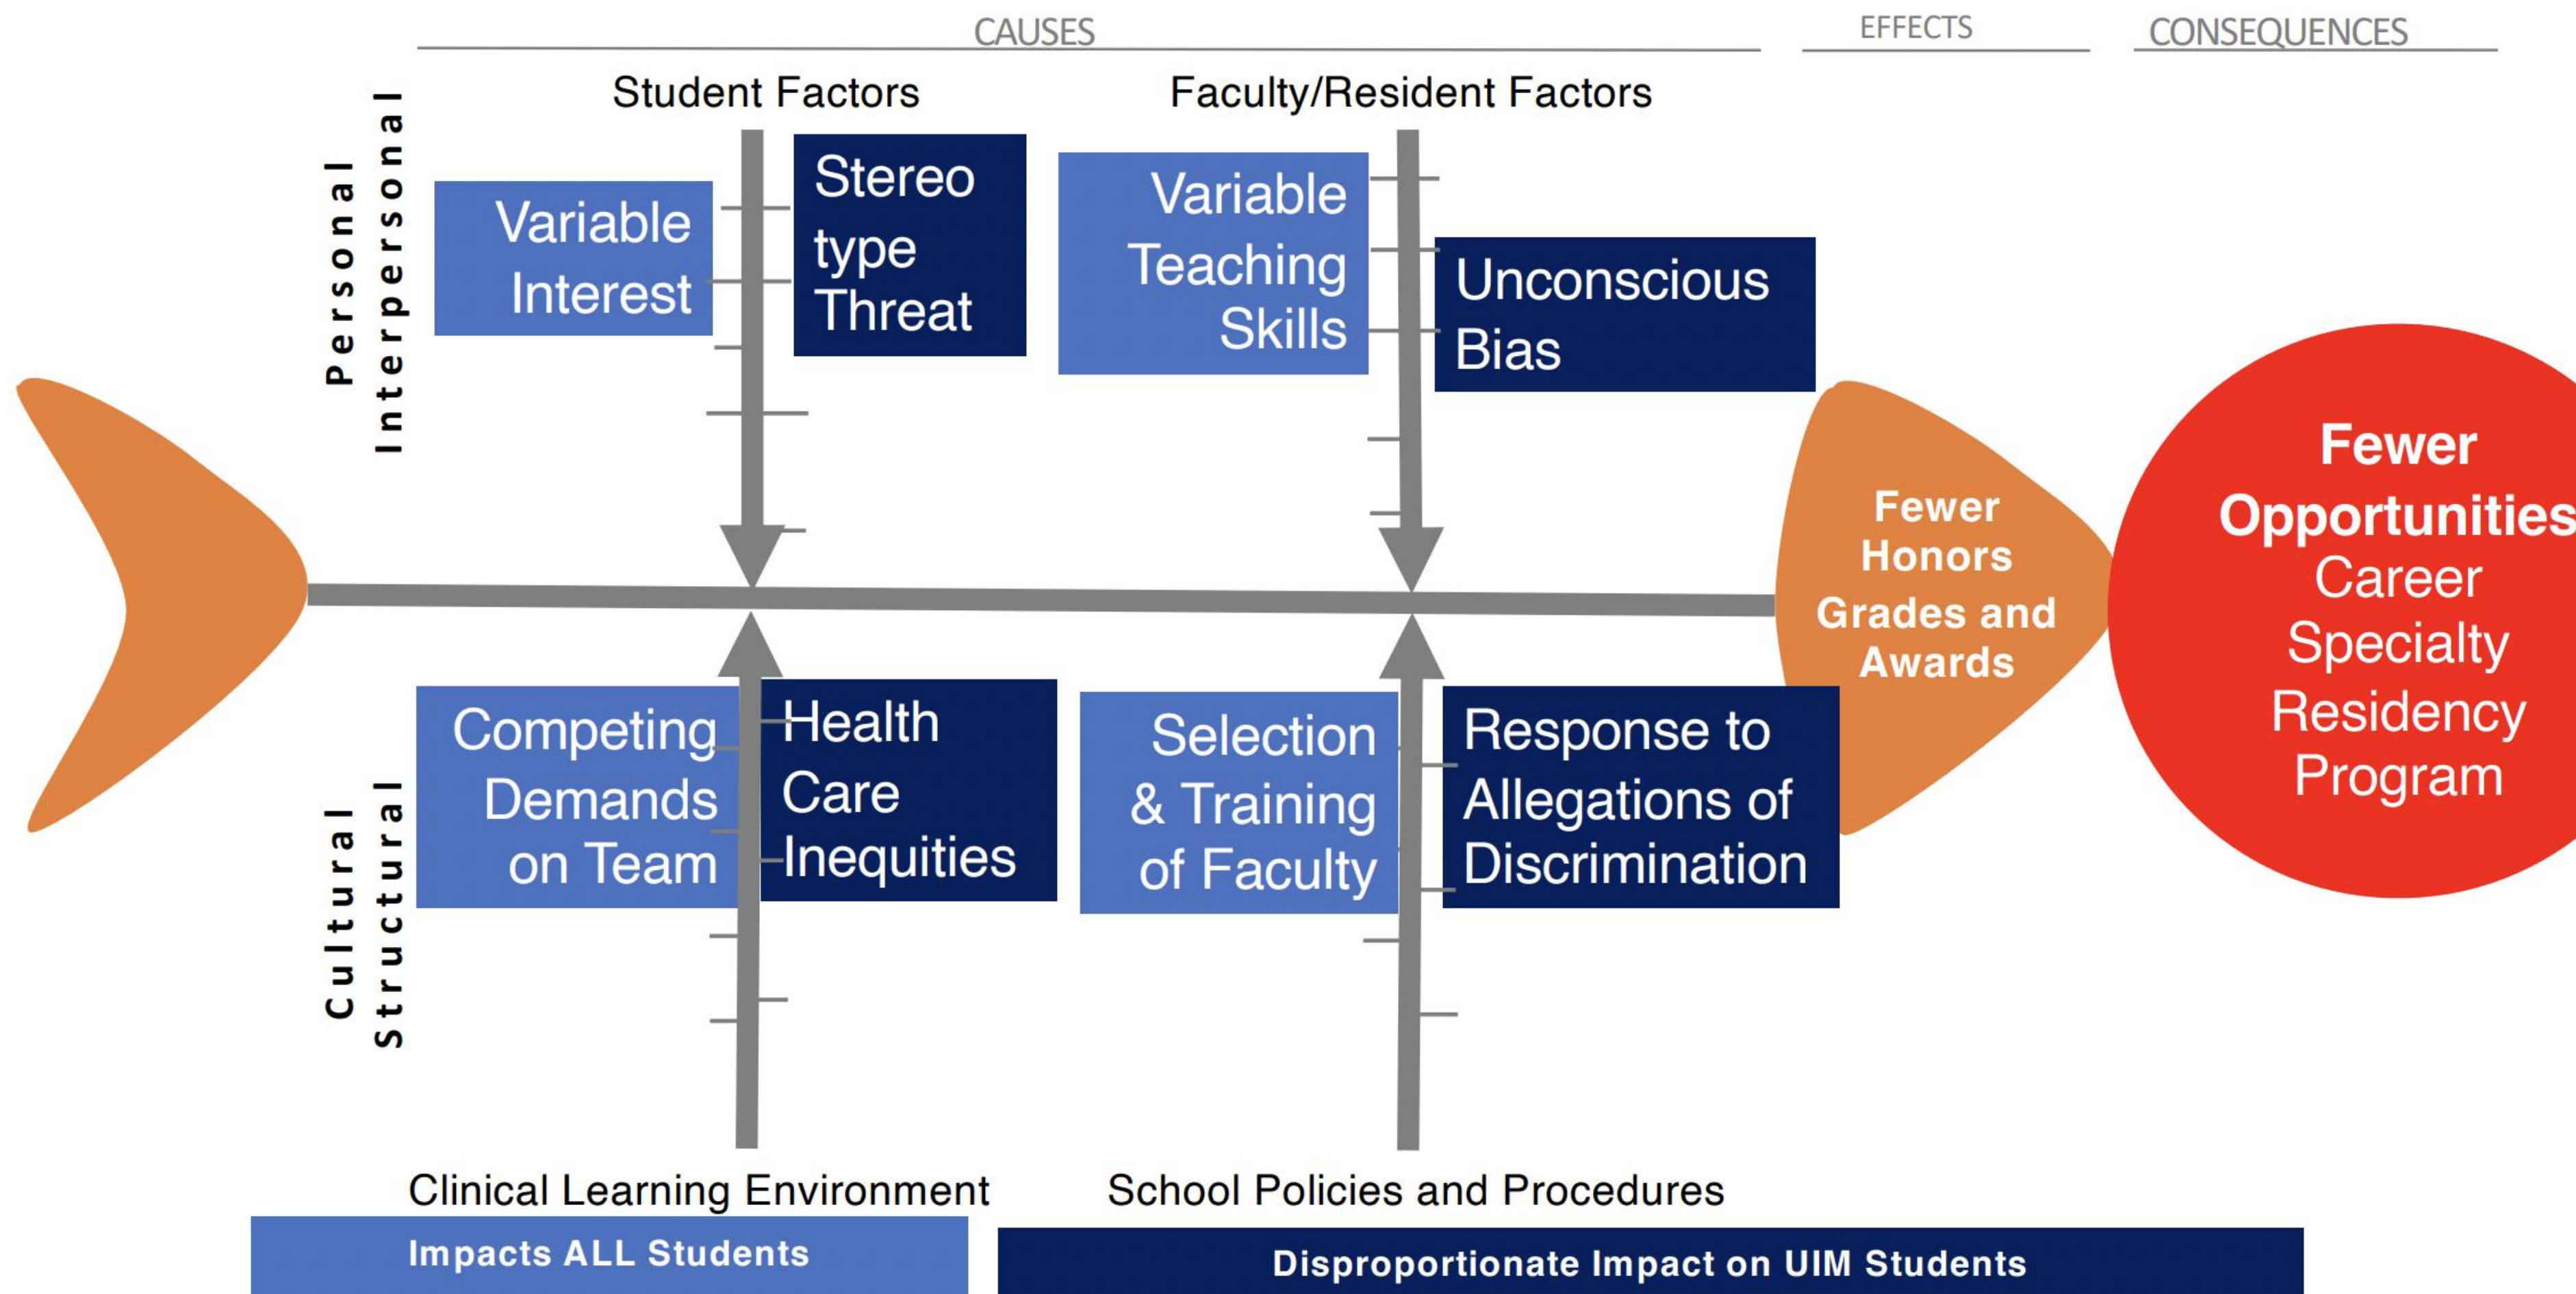 CAUSES
EFFECTS
CONSEQUENCES
Student Factors
Faculty/Resident Factors
Personal
Interpersonal
Variable
Interest
Stereo
type
Threat
Variable
Teaching
Skills
Unconscious
Bias
Fewer
Honors
Grades and
Awards
Fewer
Opportunities
Career
Specialty
Residency
Program
Cultural
Structural
Competing
Demands
on Team
Health
Care
Inequities
Selection
& Training
of Faculty
Response to
Allegations of
Discrimination
Clinical Learning Environment
School Policies and Procedures
Impacts ALL Students
Disproportionate Impact on UIM Students